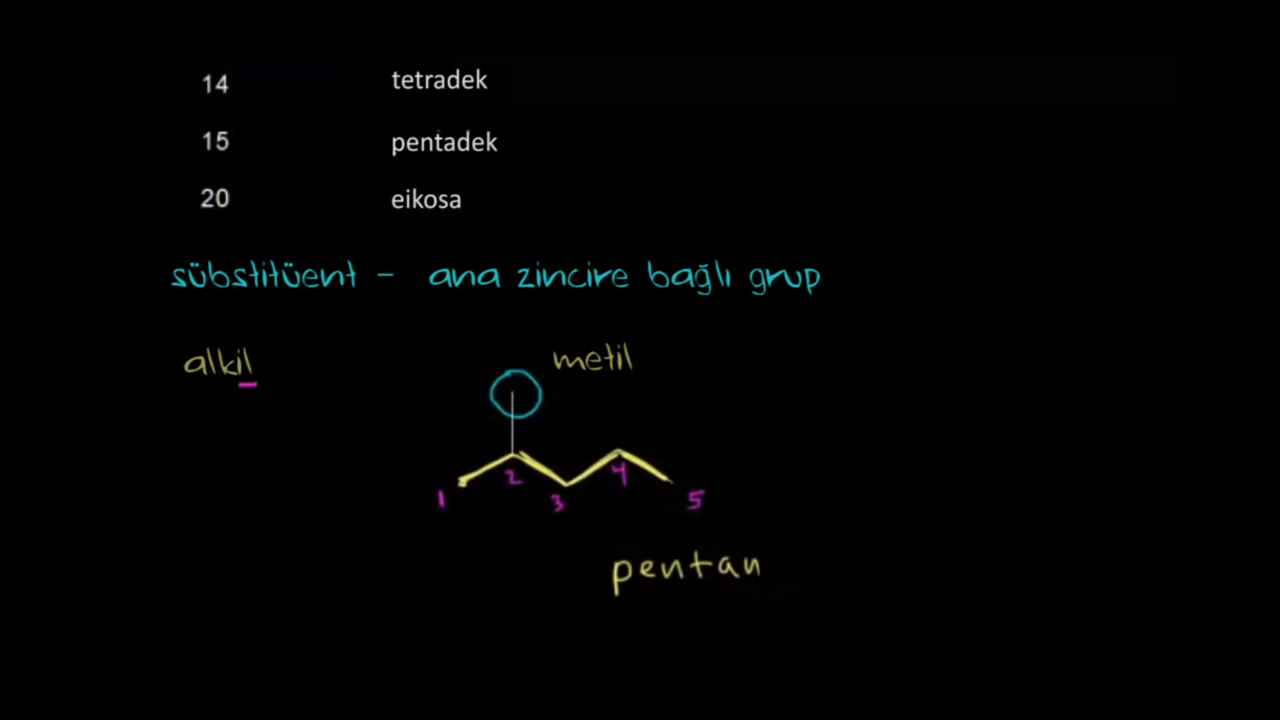 14 tetradek
15 pentadek
20 eikosa
sübstitüent - ana zincire bağlı grup
alkil metil
1 2 3 4 5
pentan